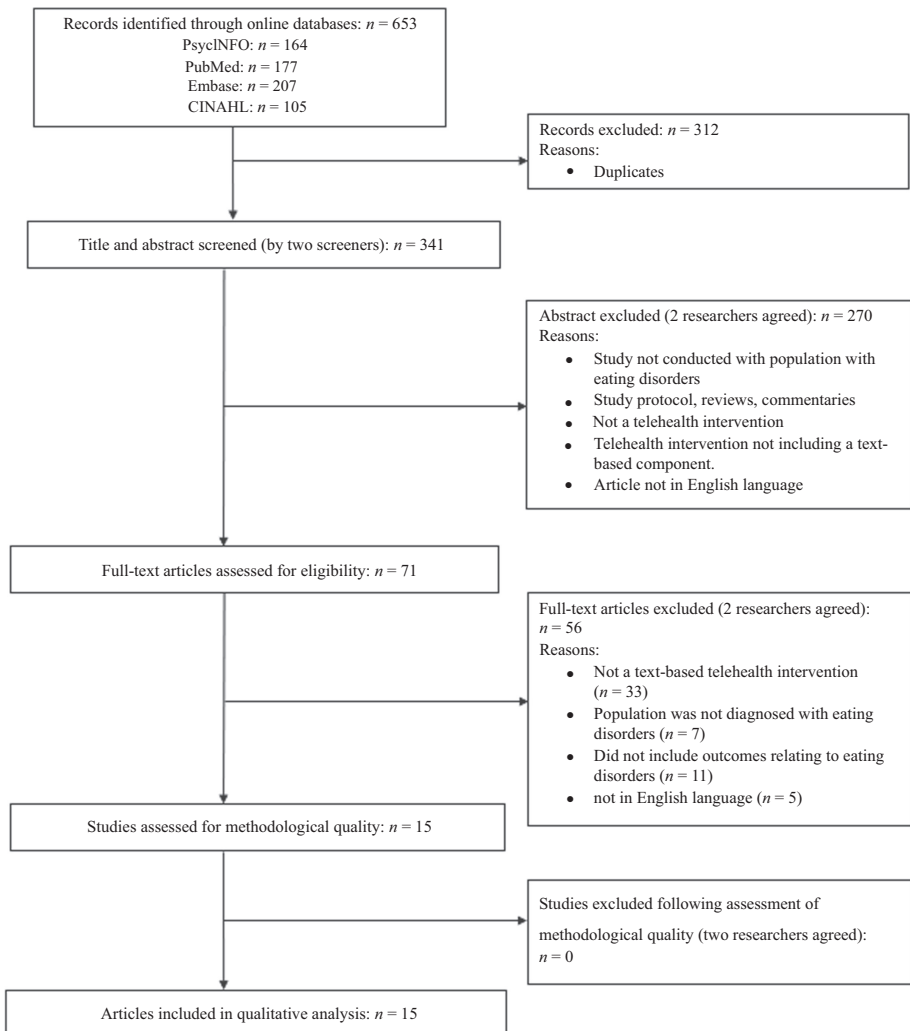 Records identified through online databases: n = 653
PsyclNFO: n = 164
PubMed: n = 177
Embase: n = 207
CINAHL: n = 105
Records excluded: n = 312
Reasons:
• Duplicates
Title and abstract screened (by two screeners): n = 341
Abstract excluded (2 researchers agreed): n = 270
Reasons:
• Study not conducted with population with
eating disorders
• Study protocol, reviews, commentaries
• Not a telehealth intervention
• Telehealth intervention not including a text-
based component.
• Article not in English language
Full-text articles assessed for eligibility: n = 71
Full-text articles excluded (2 researchers agreed):
n = 56
Reasons:
• Not a text-based telehealth intervention
(n = 33)
• Population was not diagnosed with eating
disorders (n = 7)
• Did not include outcomes relating to eating
disorders (n = 11)
• not in English language (n = 5)
Studies assessed for methodological quality: n = 15
Studies excluded following assessment of
methodological quality (two researchers agreed):
n = 0
Articles included in qualitative analysis: n = 15